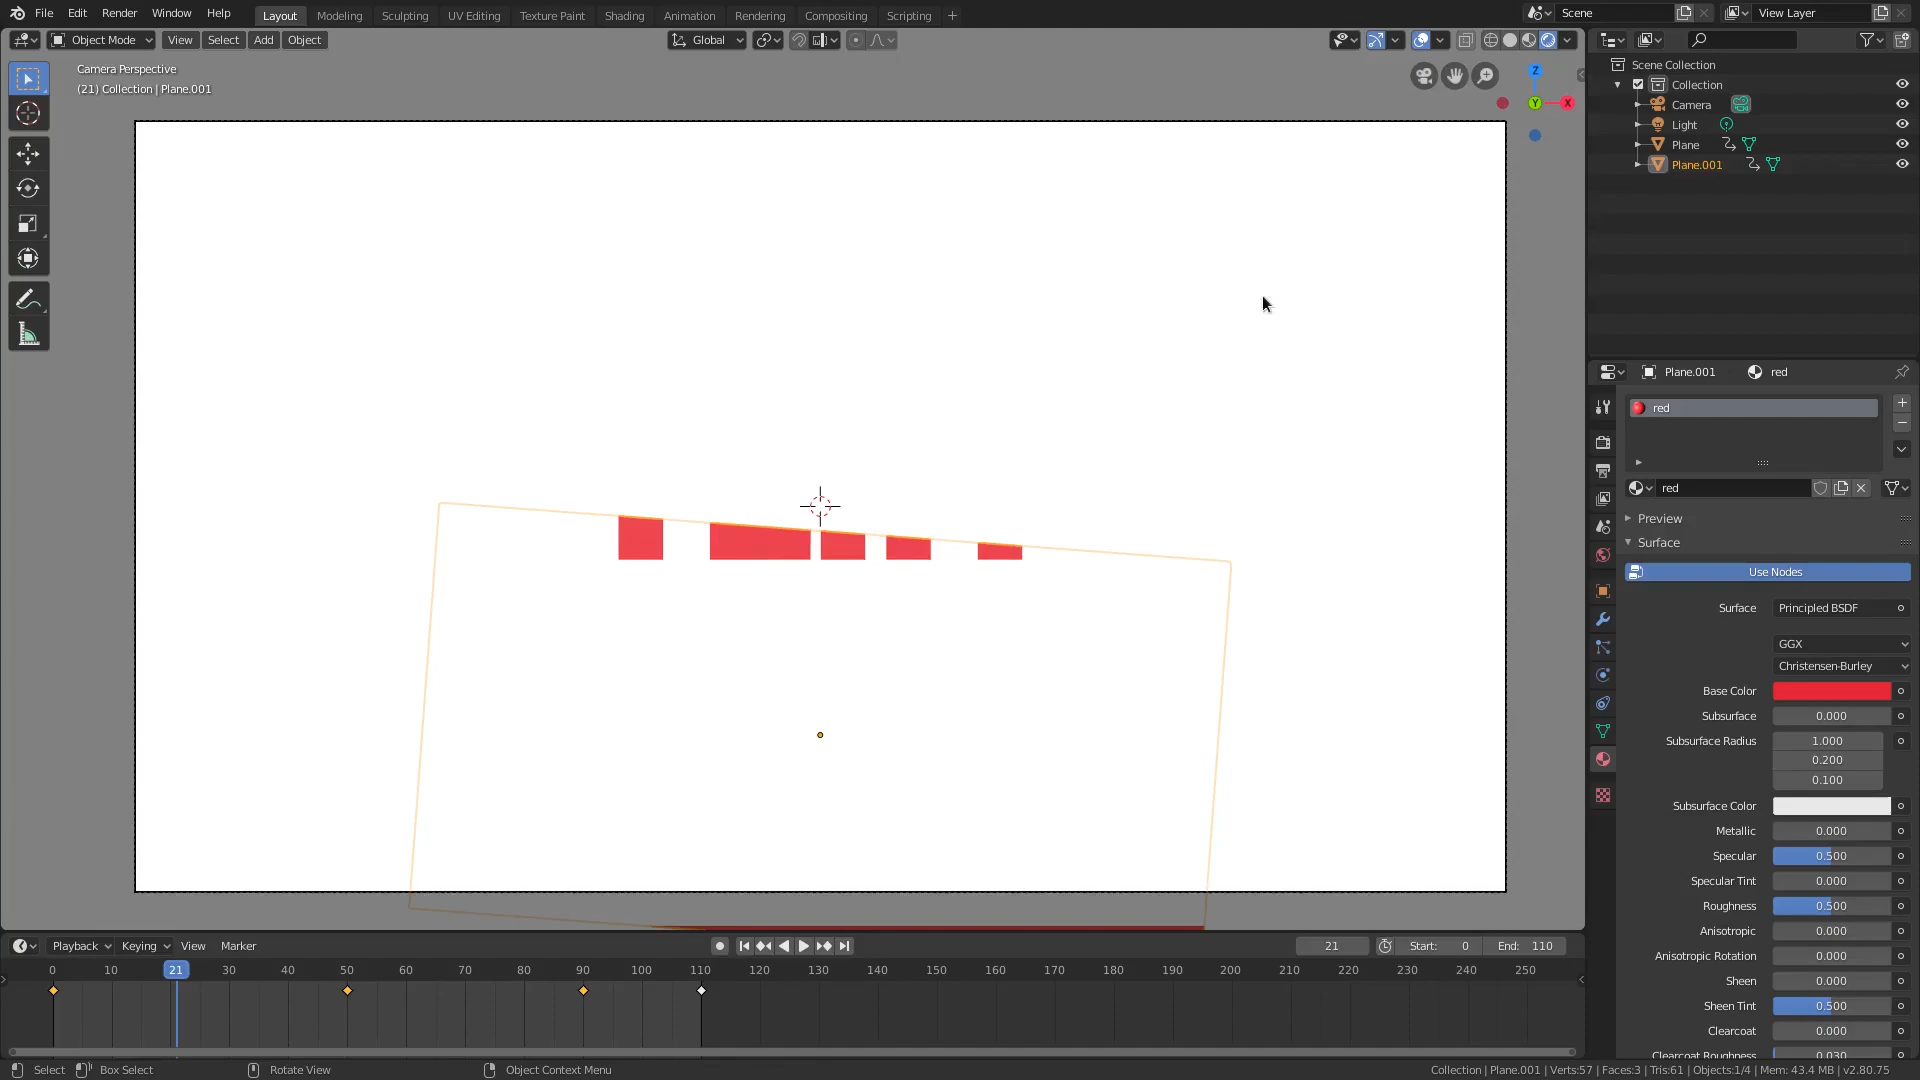 File Edit Render Window Help Layout Modeling Sculpting UV Editing Texture Paint Shading Animation Rendering Compositing Scripting + Scene View Layer
Object Mode View Select Add Object Global
Camera Perspective
(21) Collection | Plane.001
Z
Y
X
Scene Collection
Collection
Camera
Light
Plane
Plane.001
Plane.001 red
red
red
Preview
Surface
Use Nodes
Surface Principled BSDF
GGX
Christensen-Burley
Base Color
Subsurface 0.000
Subsurface Radius 1.000
0.200
0.100
Subsurface Color
Metallic 0.000
Specular 0.500
Specular Tint 0.000
Roughness 0.500
Anisotropic 0.000
Anisotropic Rotation 0.000
Sheen 0.000
Sheen Tint 0.500
Clearcoat 0.000
Clearcoat Roughness 0.030
Playback Keying View Marker 21 Start: 0 End: 110
0 10 21 30 40 50 60 70 80 90 100 110 120 130 140 150 160 170 180 190 200 210 220 230 240 250
Select Box Select Rotate View Object Context Menu Collection | Plane.001 | Verts:57 | Faces:3 | Tris:61 | Objects:1/4 | Mem: 43.4 MB | v2.80.75